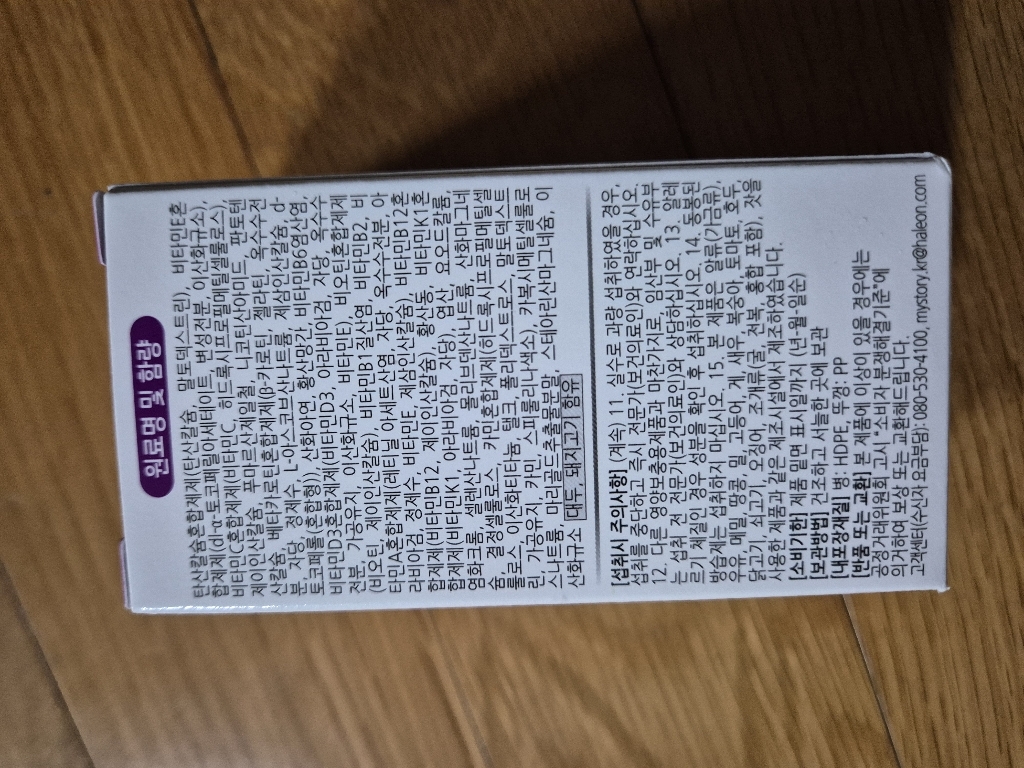 원료명 및 함량
탄산칼슘혼합제제(탄산칼슘, 말토덱스트린), 비타민E혼
합제제(dl-α-토코페릴아세테이트, 변성전분, 이산화규소),
비타민C혼합제제(비타민C, 히드록시프로필메틸셀룰로스),
제이인산칼슘, 푸마르산제일철, 니코틴산아미드, 판토텐
산칼슘, 베타카로틴혼합제제(β-카로틴, 젤라틴, 옥수수전
분, 자당, 정제수, L-아스코브산나트륨, 제삼인산칼슘, d-
토코페롤(혼합형)), 산화아연, 황산망간, 비타민B6염산염,
비타민D3혼합제제(비타민D3, 아라비아검, 자당, 옥수수
전분, 가공유지, 이산화규소, 비타민E), 비오틴혼합제제
(비오틴, 제이인산칼슘), 비타민B1질산염, 비타민B2, 비
타민A혼합제제(레티닐 아세트산염, 자당, 옥수수전분, 아
라비아검, 정제수, 비타민E, 제삼인산칼슘), 비타민B12혼
합제제(비타민B12, 제이인산칼슘), 황산동, 비타민K1혼
합제제(비타민K1, 아라비아검, 자당), 엽산, 요오드칼륨,
염화크롬, 셀렌산나트륨, 몰리브덴산나트륨, 산화마그네
슘, 결정셀룰로스, 카민혼합제제(히드록시프로필메틸셀
룰로스, 이산화티타늄, 탈크, 폴리덱스트로스, 말토덱스트
린, 가공유지, 카민, 스피룰리나색소), 카복시메틸셀룰로
스나트륨, 마리골드추출물분말, 스테아린산마그네슘, 이
산화규소 대두, 돼지고기 함유
[섭취시 주의사항] (계속) 11. 실수로 과량 섭취하였을 경우,
섭취를 중단하고 즉시 전문가(보건의료인)와 연락하십시오.
12. 다른 영양보충용제품과 마찬가지로, 임신부 및 수유부
는 섭취 전 전문가(보건의료인)와 상담하십시오. 13. 알레
르기체질인 경우 성분을 확인 후 섭취하십시오. 14. 동봉된
방습제는 섭취하지 마십시오. 15. 본 제품은 알류(가금류),
우유, 메밀, 땅콩, 밀, 고등어, 게, 새우, 복숭아, 토마토, 호두,
닭고기, 쇠고기, 오징어, 조개류(굴, 전복, 홍합 포함), 잣을
사용한 제품과 같은 제조시설에서 제조하였습니다.
[소비기한] 제품 밑면 표시일까지 (년·월·일순)
[보관방법] 건조하고 서늘한 곳에 보관
[내포장재질] 병: HDPE, 뚜껑: PP
[반품 또는 교환] 본 제품에 이상이 있을 경우에는
공정거래위원회 고시"소비자 분쟁해결기준"에
의거하여 보상 또는 교환해드립니다.
고객센터(수신자 요금부담): 080-530-4100, mystory.kr@haleon.com